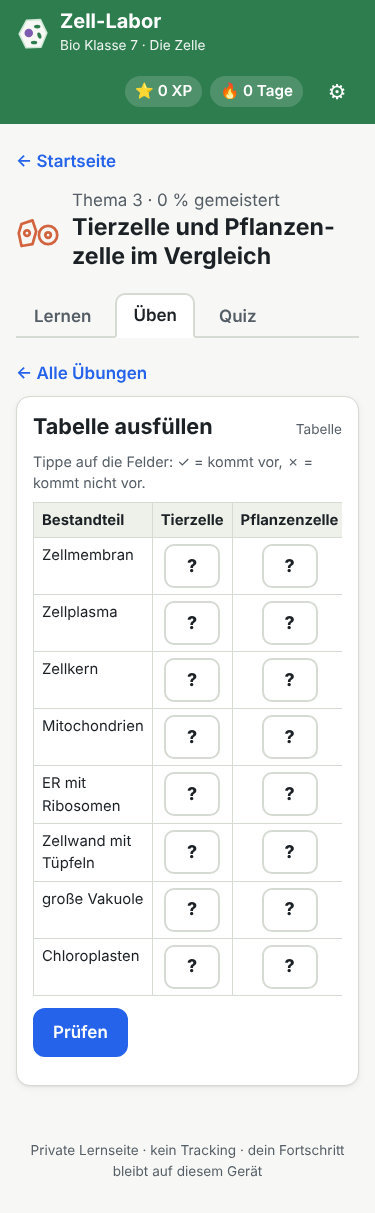 Zell-Labor
Bio Klasse 7 · Die Zelle
⭐ 0 XP
🔥 0 Tage
⚙
← Startseite
Thema 3 · 0 % gemeistert
Tierzelle und Pflanzen-
zelle im Vergleich
Lernen
Üben
Quiz
← Alle Übungen
Tabelle ausfüllen
Tabelle
Tippe auf die Felder: ✓ = kommt vor, × =
kommt nicht vor.
Bestandteil Tierzelle Pflanzenzelle
Zellmembran ? ?
Zellplasma ? ?
Zellkern ? ?
Mitochondrien ? ?
ER mit
Ribosomen ? ?
Zellwand mit
Tüpfeln ? ?
große Vakuole ? ?
Chloroplasten ? ?
Prüfen
Private Lernseite · kein Tracking · dein Fortschritt
bleibt auf diesem Gerät